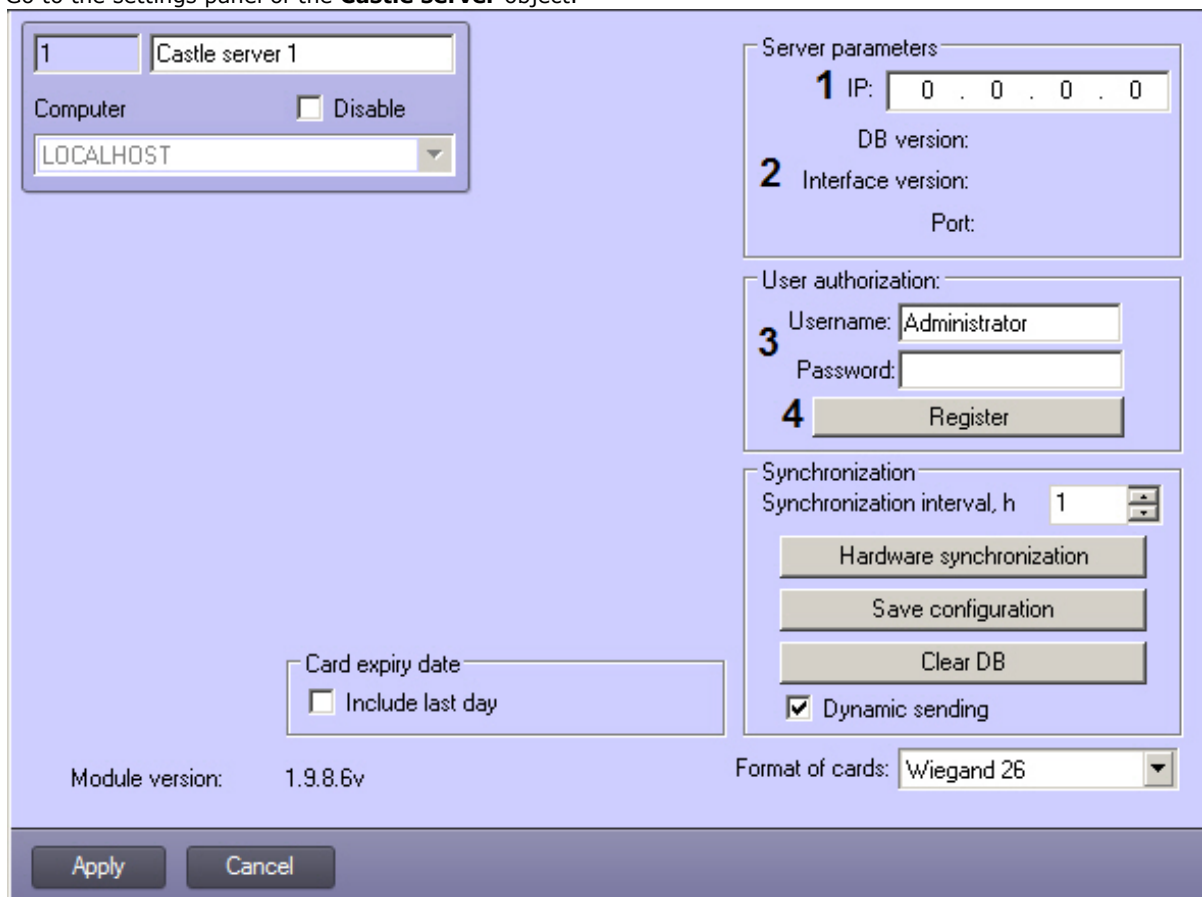 Go to the settings panel of the Castle server object.
1 Castle server 1
Computer Disable
LOCALHOST
Server parameters
1 IP: 0 . 0 . 0 . 0
DB version:
2 Interface version:
Port:
User authorization:
Username: Administrator
3
Password:
4 Register
Synchronization
Synchronization interval, h 1
Hardware synchronization
Save configuration
Clear DB
Dynamic sending
Card expiry date
Include last day
Module version: 1.9.8.6v
Format of cards: Wiegand 26
Apply Cancel